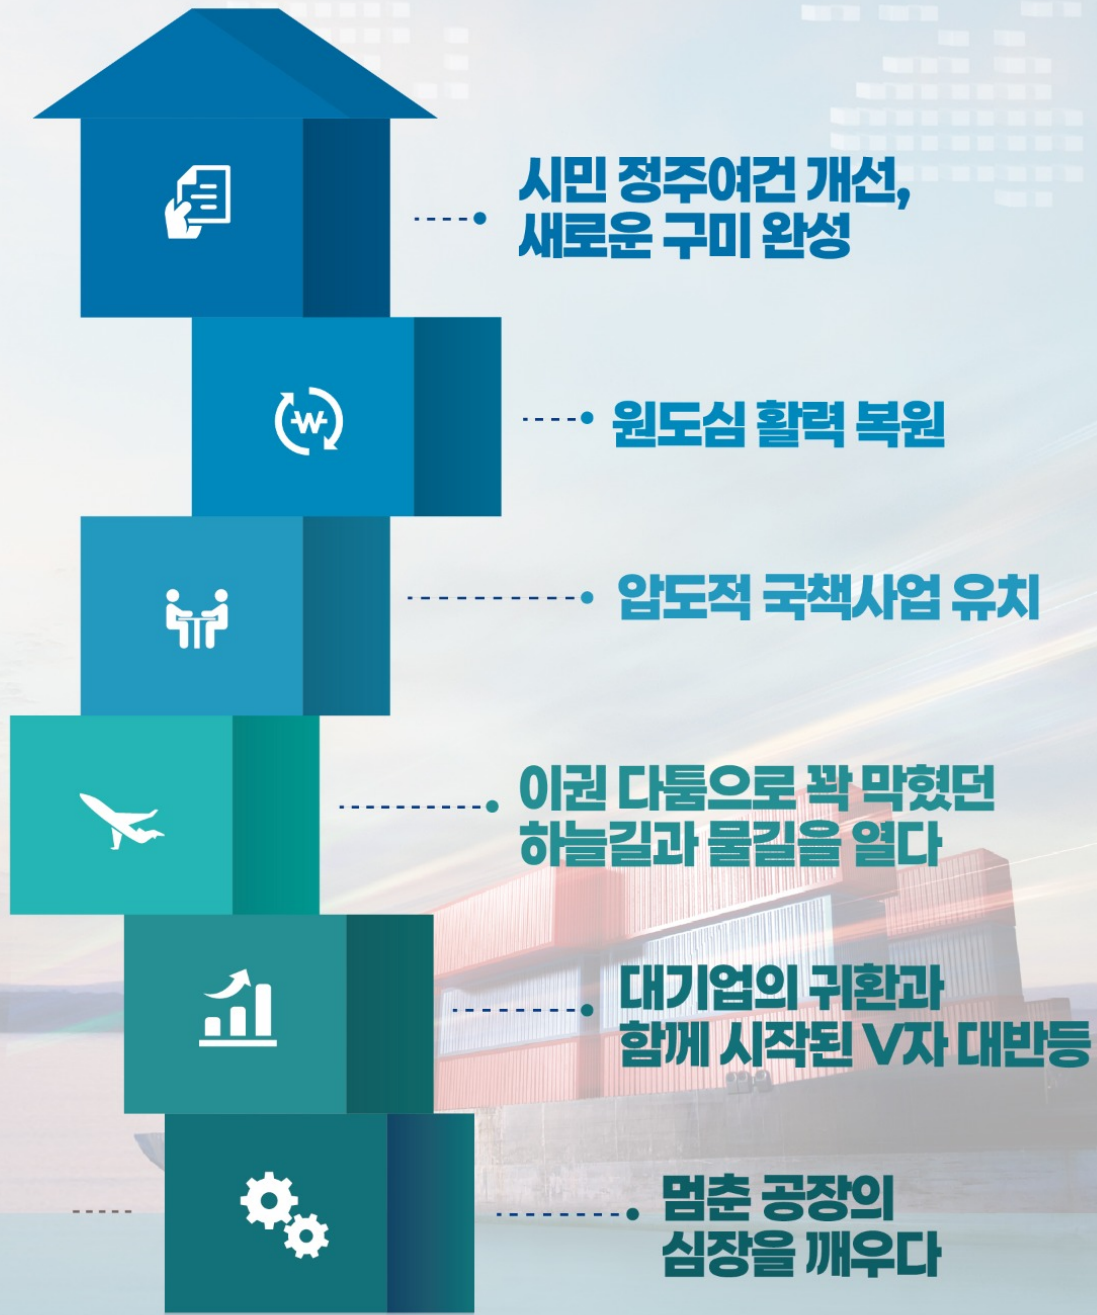 시민 정주여건 개선,
새로운 구미 완성
원도심 활력 복원
압도적 국책사업 유치
이권 다툼으로 꽉 막혔던
하늘길과 물길을 열다
대기업의 귀환과
함께 시작된 V자 대반등
멈춘 공장의
심장을 깨우다